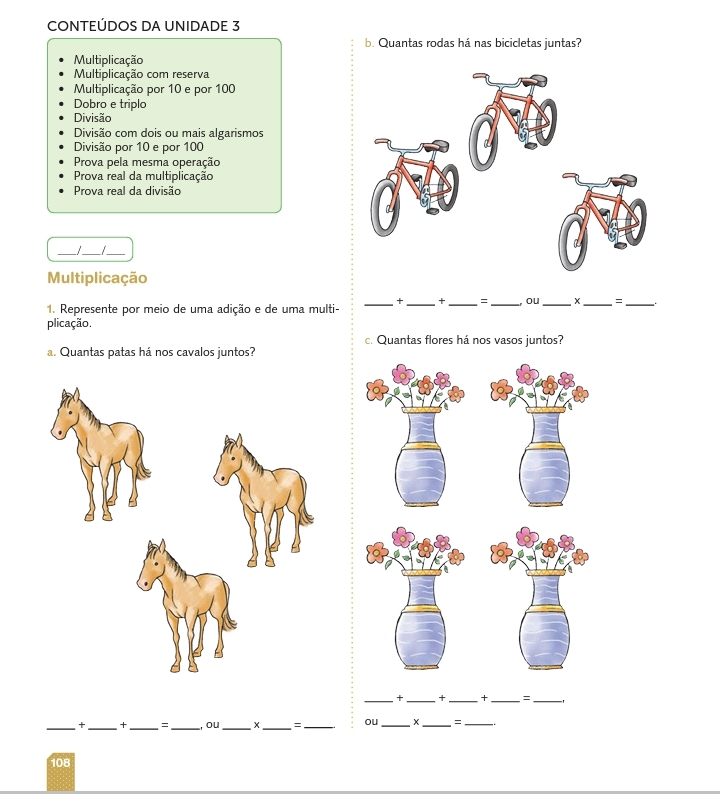 CONTEÚDOS DA UNIDADE 3
• Multiplicação
• Multiplicação com reserva
• Multiplicação por 10 e por 100
• Dobro e triplo
• Divisão
• Divisão com dois ou mais algarismos
• Divisão por 10 e por 100
• Prova pela mesma operação
• Prova real da multiplicação
• Prova real da divisão
___/___/___
Multiplicação
1. Represente por meio de uma adição e de uma multi-
plicação.
a. Quantas patas há nos cavalos juntos?
____ + ____ + ____ = ____, ou ____ x ____ = ____.
b. Quantas rodas há nas bicicletas juntas?
____ + ____ + ____ = ____, ou ____ x ____ = ____.
c. Quantas flores há nos vasos juntos?
____ + ____ + ____ + ____ = ____,
ou ____ x ____ = ____.
108